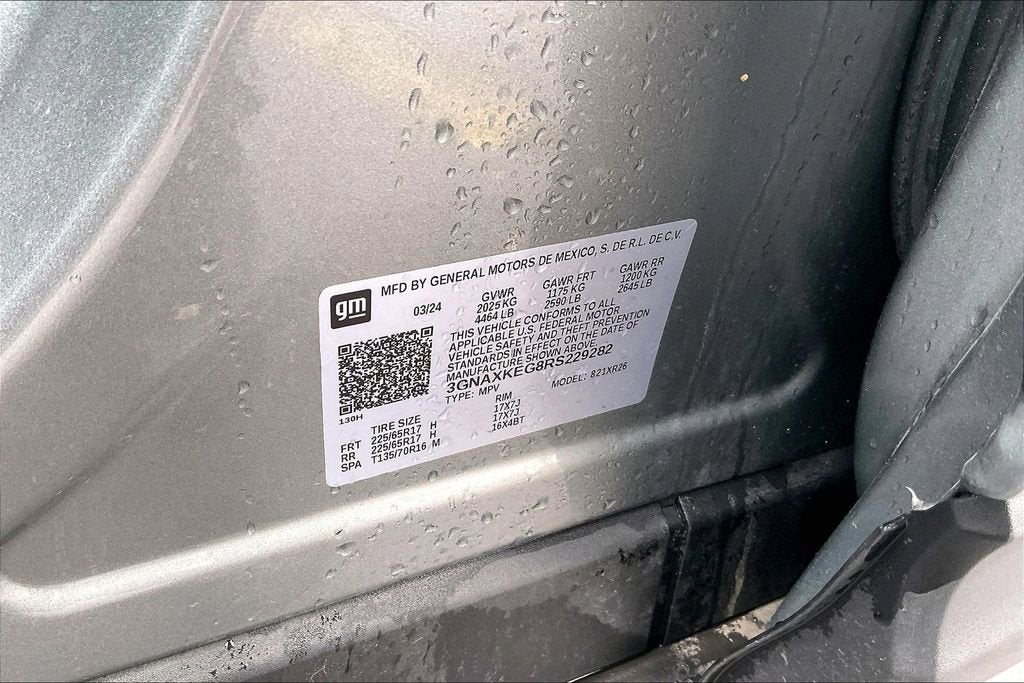 gm
MFD BY GENERAL MOTORS DE MEXICO, S. DE R.L. DE C.V.
03/24 GVWR GAWR FRT GAWR RR
2025 KG 1175 KG 1200 KG
4464 LB 2590 LB 2645 LB
THIS VEHICLE CONFORMS TO ALL
APPLICABLE U.S. FEDERAL MOTOR
VEHICLE SAFETY AND THEFT PREVENTION
STANDARDS IN EFFECT ON THE DATE OF
MANUFACTURE SHOWN ABOVE.
3GNAXKEG8RS229282
TYPE: MPV MODEL: 821XR26
130H
TIRE SIZE RIM
FRT 225/65R17 H 17X7J
RR 225/65R17 H 17X7J
SPA T135/70R16 M 16X4BT